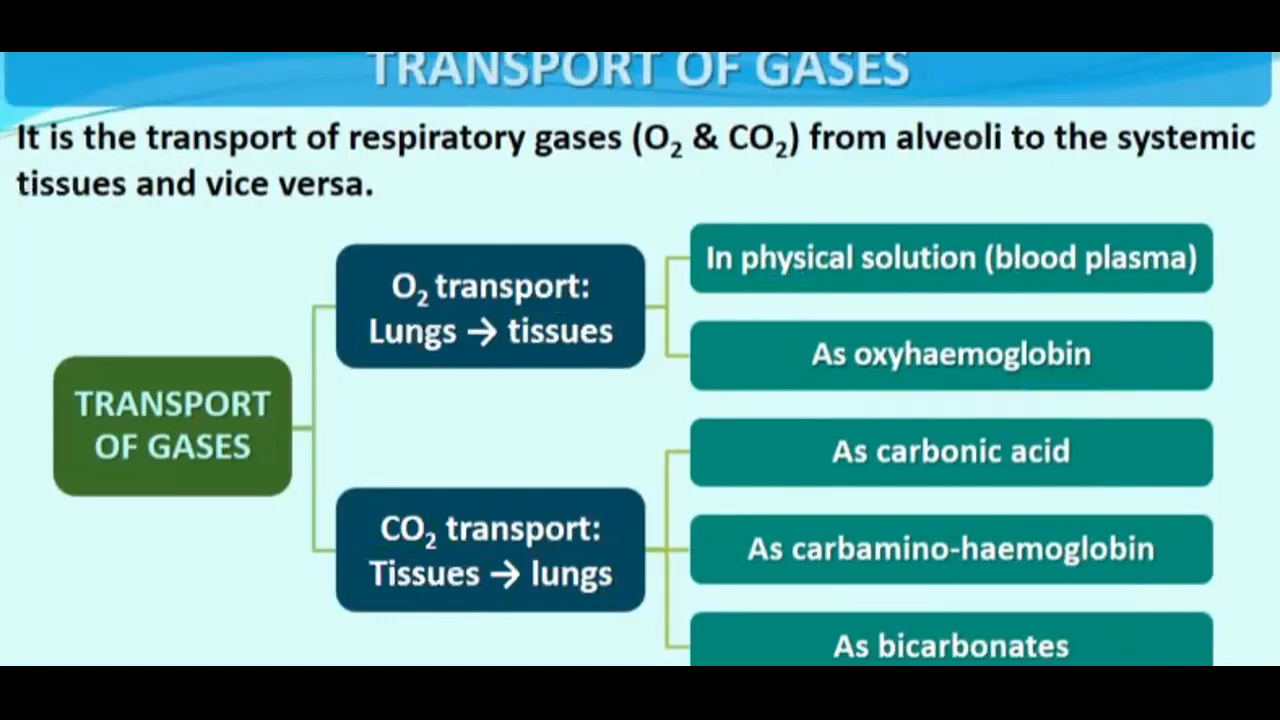 TRANSPORT OF GASES
It is the transport of respiratory gases (O₂ & CO₂) from alveoli to the systemic
tissues and vice versa.
TRANSPORT
OF GASES
O₂ transport:
Lungs → tissues
In physical solution (blood plasma)
As oxyhaemoglobin
CO₂ transport:
Tissues → lungs
As carbonic acid
As carbamino-haemoglobin
As bicarbonates